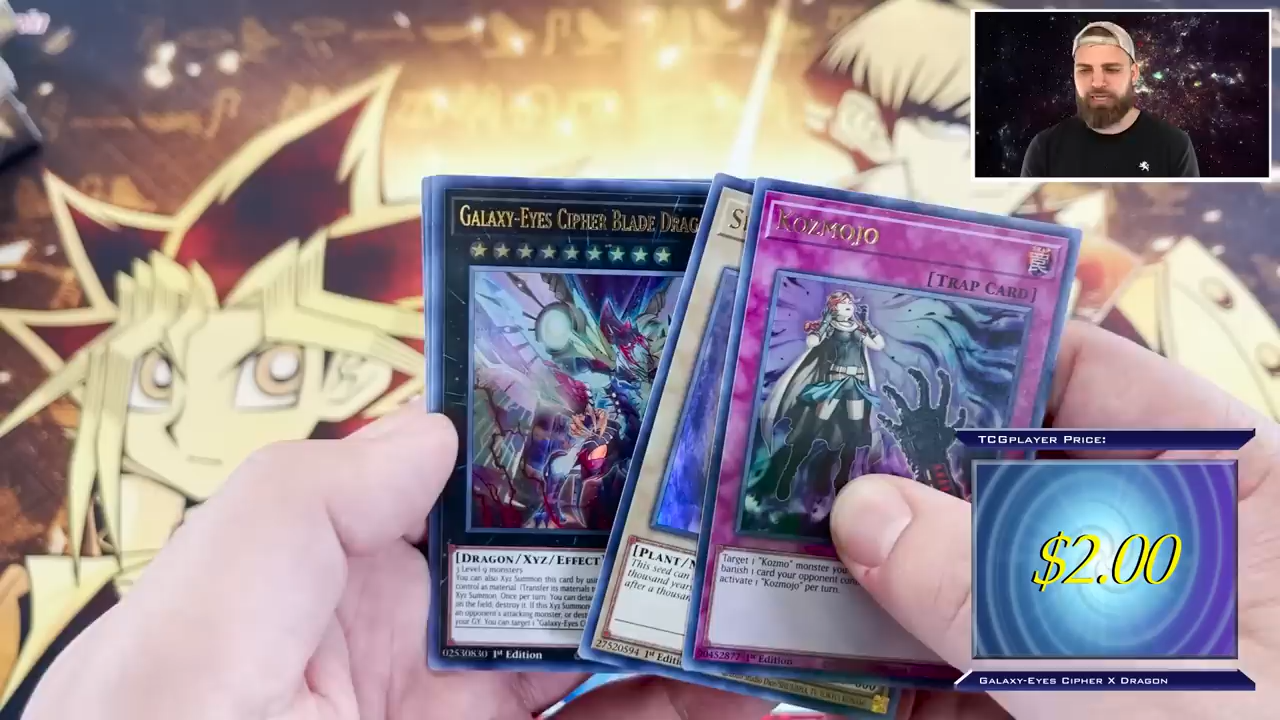 GALAXY-EYES CIPHER BLADE DRAG
[DRAGON/XYZ/EFFECT]
3 Level 9 monsters
You can also Xyz Summon this card by usin
control as material. (Transfer its materials t
Xyz Summon. Once per turn: You can deta
on the field; destroy it. If this Xyz Summon
an opponent's attacking monster, or dest
your GY. You can target 1 "Galaxy-Eyes C
02530830 1st Edition
[PLANT/N
This seed can
thousand years
after a thousan
27520594 1st Editi
KOZMOJO
[TRAP CARD]
Target 1 "Kozmo" monster you
banish 1 card your opponent con
activate 1 "Kozmojo" per turn.
90452877 1st Edition
TCGPLAYER PRICE:
$2.00
GALAXY-EYES CIPHER X DRAGON